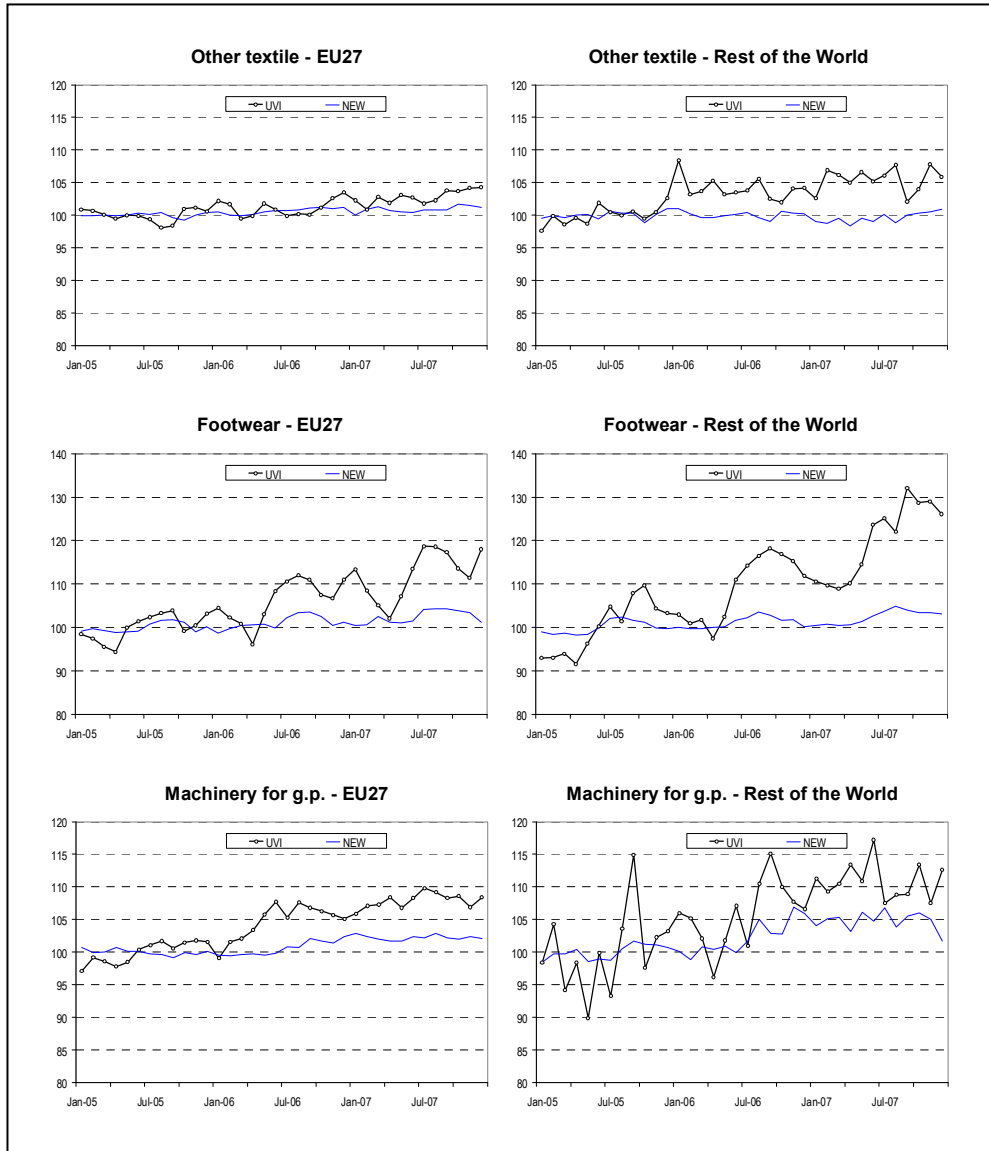 Other textile - EU27
120
UVI NEW
115
110
105
100
95
90
85
80
Jan-05 Jul-05 Jan-06 Jul-06 Jan-07 Jul-07
Other textile - Rest of the World
120
UVI NEW
115
110
105
100
95
90
85
80
Jan-05 Jul-05 Jan-06 Jul-06 Jan-07 Jul-07
Footwear - EU27
140
UVI NEW
130
120
110
100
90
80
Jan-05 Jul-05 Jan-06 Jul-06 Jan-07 Jul-07
Footwear - Rest of the World
140
UVI NEW
130
120
110
100
90
80
Jan-05 Jul-05 Jan-06 Jul-06 Jan-07 Jul-07
Machinery for g.p. - EU27
120
UVI NEW
115
110
105
100
95
90
85
80
Jan-05 Jul-05 Jan-06 Jul-06 Jan-07 Jul-07
Machinery for g.p. - Rest of the World
120
UVI NEW
115
110
105
100
95
90
85
80
Jan-05 Jul-05 Jan-06 Jul-06 Jan-07 Jul-07